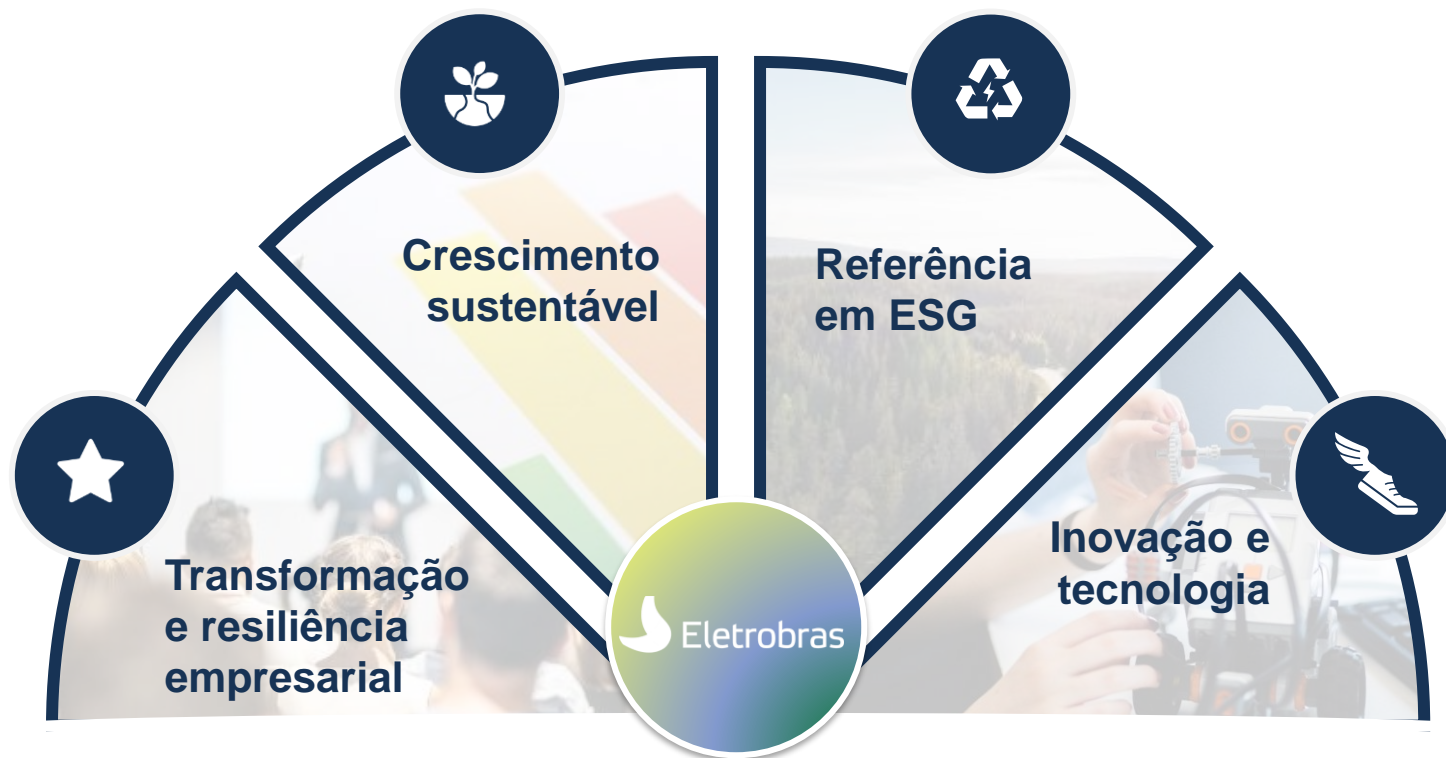 Crescimento
sustentável
Referência
em ESG
Transformação
e resiliência
empresarial
Inovação e
tecnologia
Eletrobras